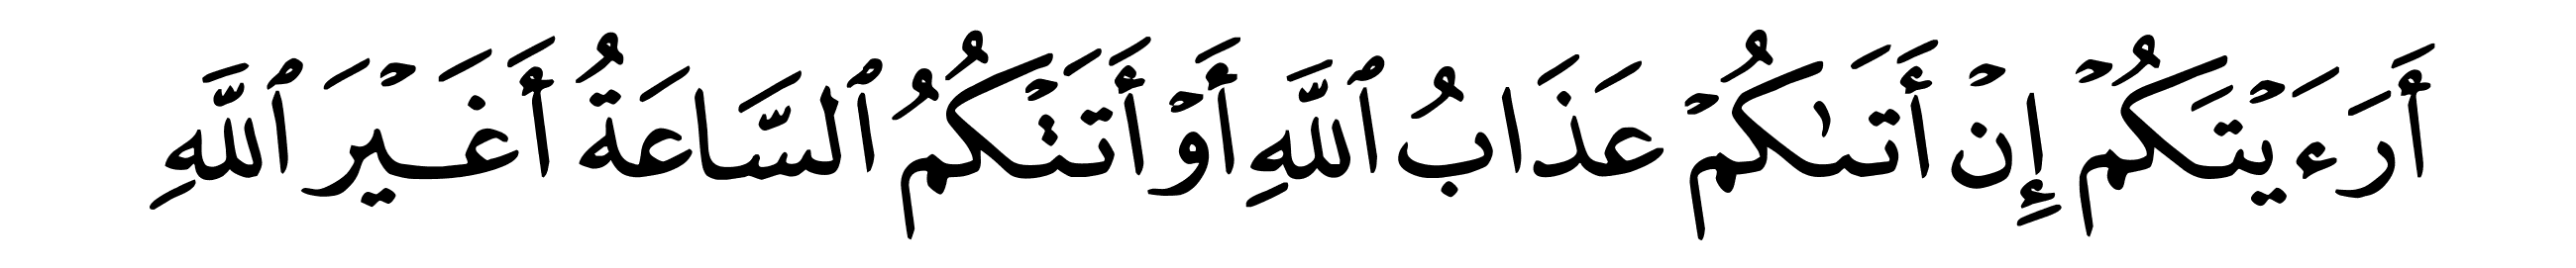 أَرَءَيْتَكُمْ إِنْ أَتَىٰكُمْ عَذَابُ ٱللَّهِ أَوْ أَتَتْكُمُ ٱلسَّاعَةُ أَغَيْرَ ٱللَّهِ